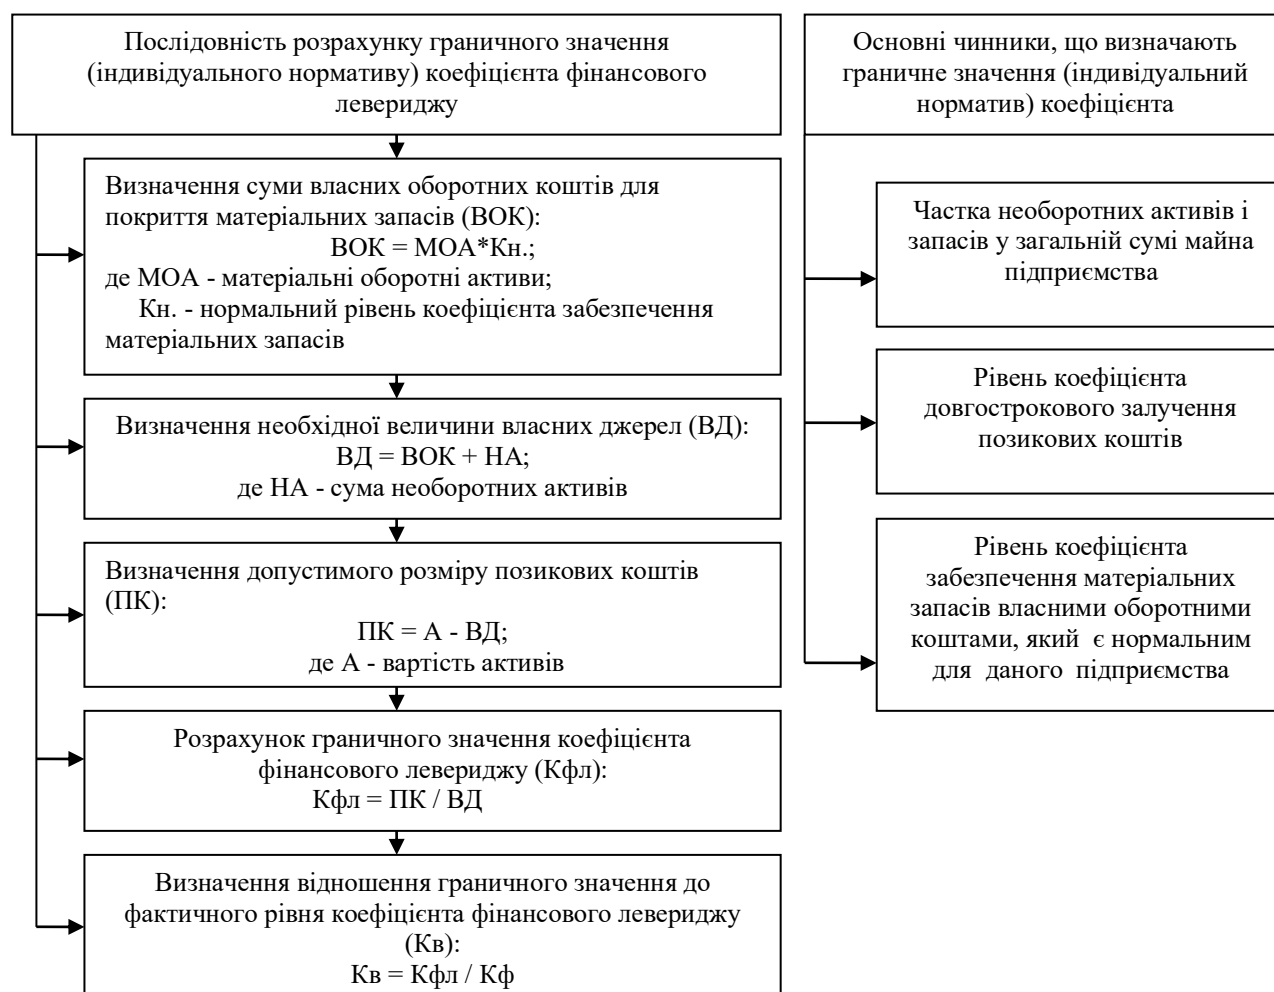 Послідовність розрахунку граничного значення
(індивідуального нормативу) коефіцієнта фінансового
левериджу
Визначення суми власних оборотних коштів для
покриття матеріальних запасів (ВОК):
ВОК = МОА*Кн.;
де МОА - матеріальні оборотні активи;
Кн. - нормальний рівень коефіцієнта забезпечення
матеріальних запасів
Визначення необхідної величини власних джерел (ВД):
ВД = ВОК + НА;
де НА - сума необоротних активів
Визначення допустимого розміру позикових коштів
(ПК):
ПК = А - ВД;
де А - вартість активів
Розрахунок граничного значення коефіцієнта
фінансового левериджу (Кфл):
Кфл = ПК / ВД
Визначення відношення граничного значення до
фактичного рівня коефіцієнта фінансового левериджу
(Кв):
Кв = Кфл / Кф
Основні чинники, що визначають
граничне значення (індивідуальний
норматив) коефіцієнта
Частка необоротних активів і
запасів у загальній сумі майна
підприємства
Рівень коефіцієнта
довгострокового залучення
позикових коштів
Рівень коефіцієнта
забезпечення матеріальних
запасів власними оборотними
коштами, який є нормальним
для даного підприємства